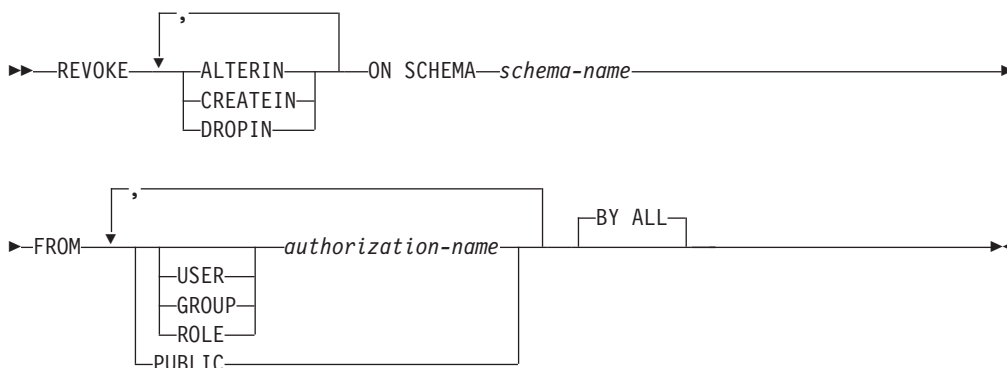 ,
REVOKE ALTERIN ON SCHEMA schema-name
CREATEIN
DROPIN
,
BY ALL
FROM authorization-name
USER
GROUP
ROLE
PUBLIC